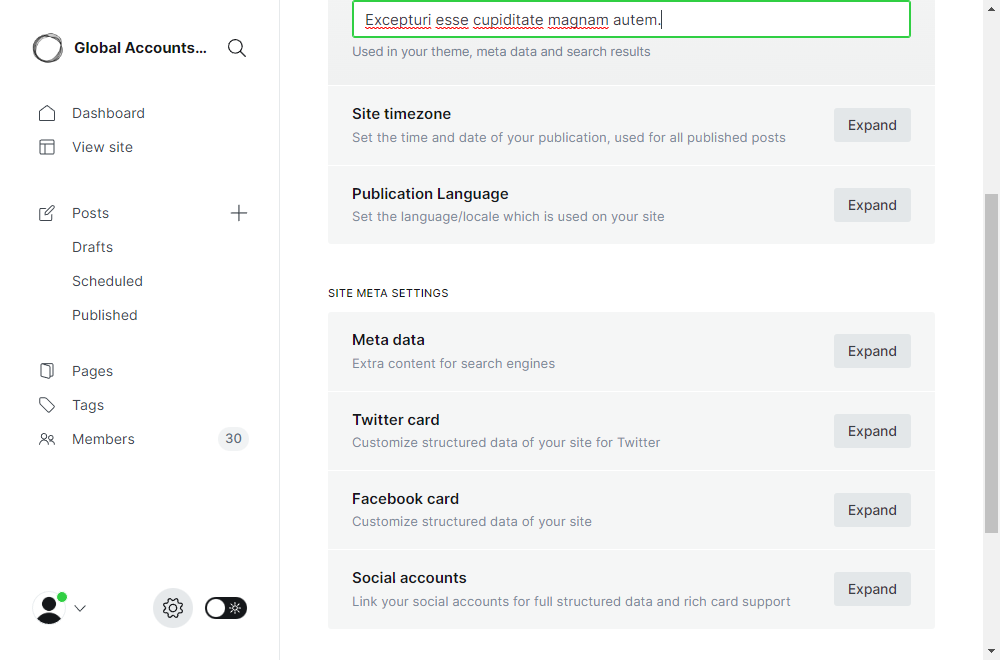 Global Accounts...
Dashboard
View site
Posts
Drafts
Scheduled
Published
Pages
Tags
Members
30
Excepturi esse cupiditate magnam autem.
Used in your theme, meta data and search results
Site timezone
Set the time and date of your publication, used for all published posts
Expand
Publication Language
Set the language/locale which is used on your site
Expand
SITE META SETTINGS
Meta data
Extra content for search engines
Expand
Twitter card
Customize structured data of your site for Twitter
Expand
Facebook card
Customize structured data of your site
Expand
Social accounts
Link your social accounts for full structured data and rich card support
Expand